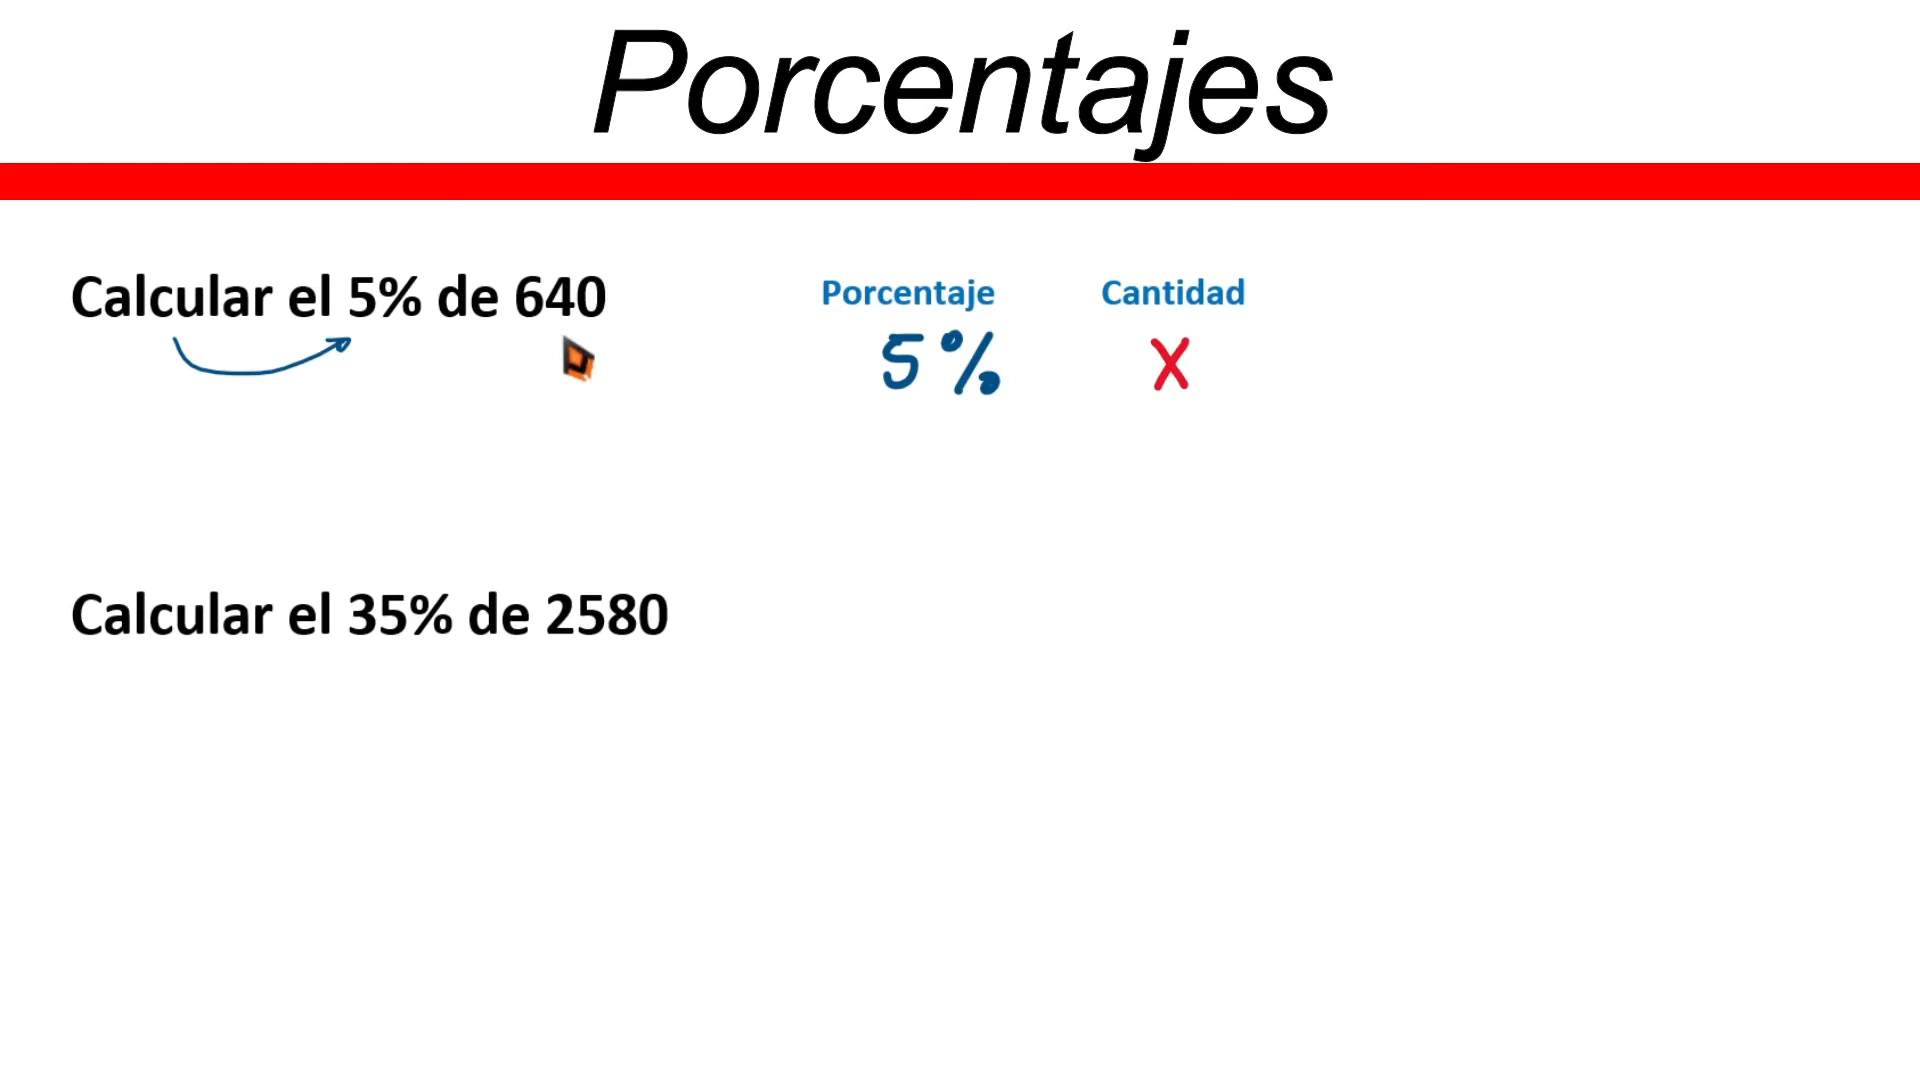 Porcentajes
Calcular el 5% de 640
Porcentaje Cantidad
5% X
Calcular el 35% de 2580